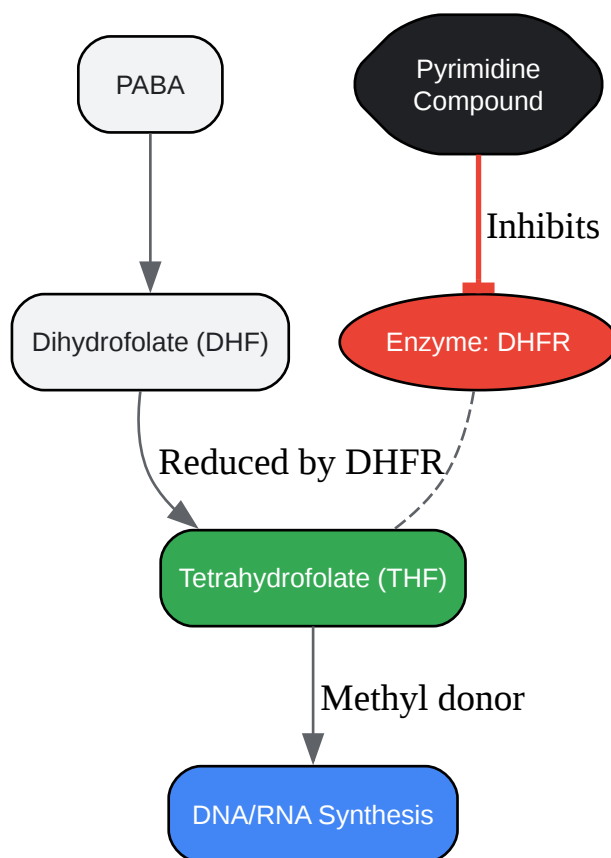 PABA
Pyrimidine
Compound
Inhibits
Dihydrofolate (DHF)
Enzyme: DHFR
Reduced by DHFR
Tetrahydrofolate (THF)
Methyl donor
DNA/RNA Synthesis